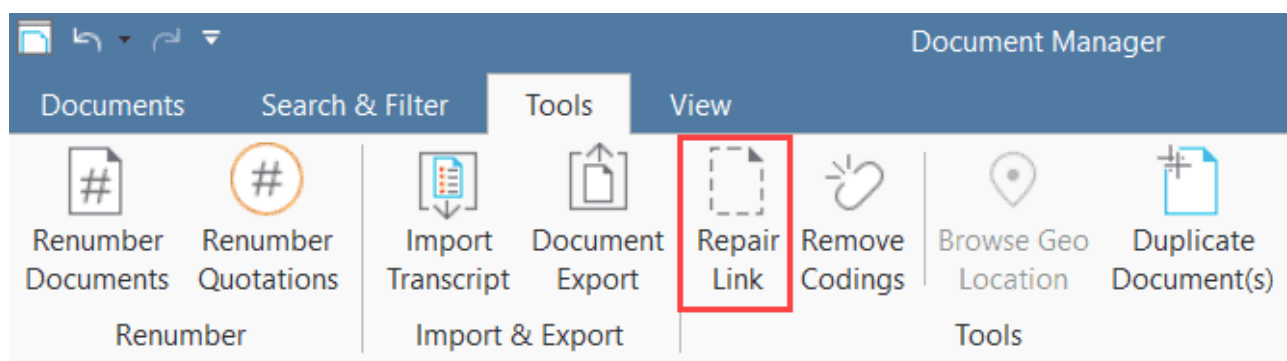 Document Manager
Documents Search & Filter Tools View
# # #
Renumber Renumber Import Document Repair Remove Browse Geo Duplicate
Documents Quotations Transcript Export Link Codings Location Document(s)
Renumber Import & Export Tools